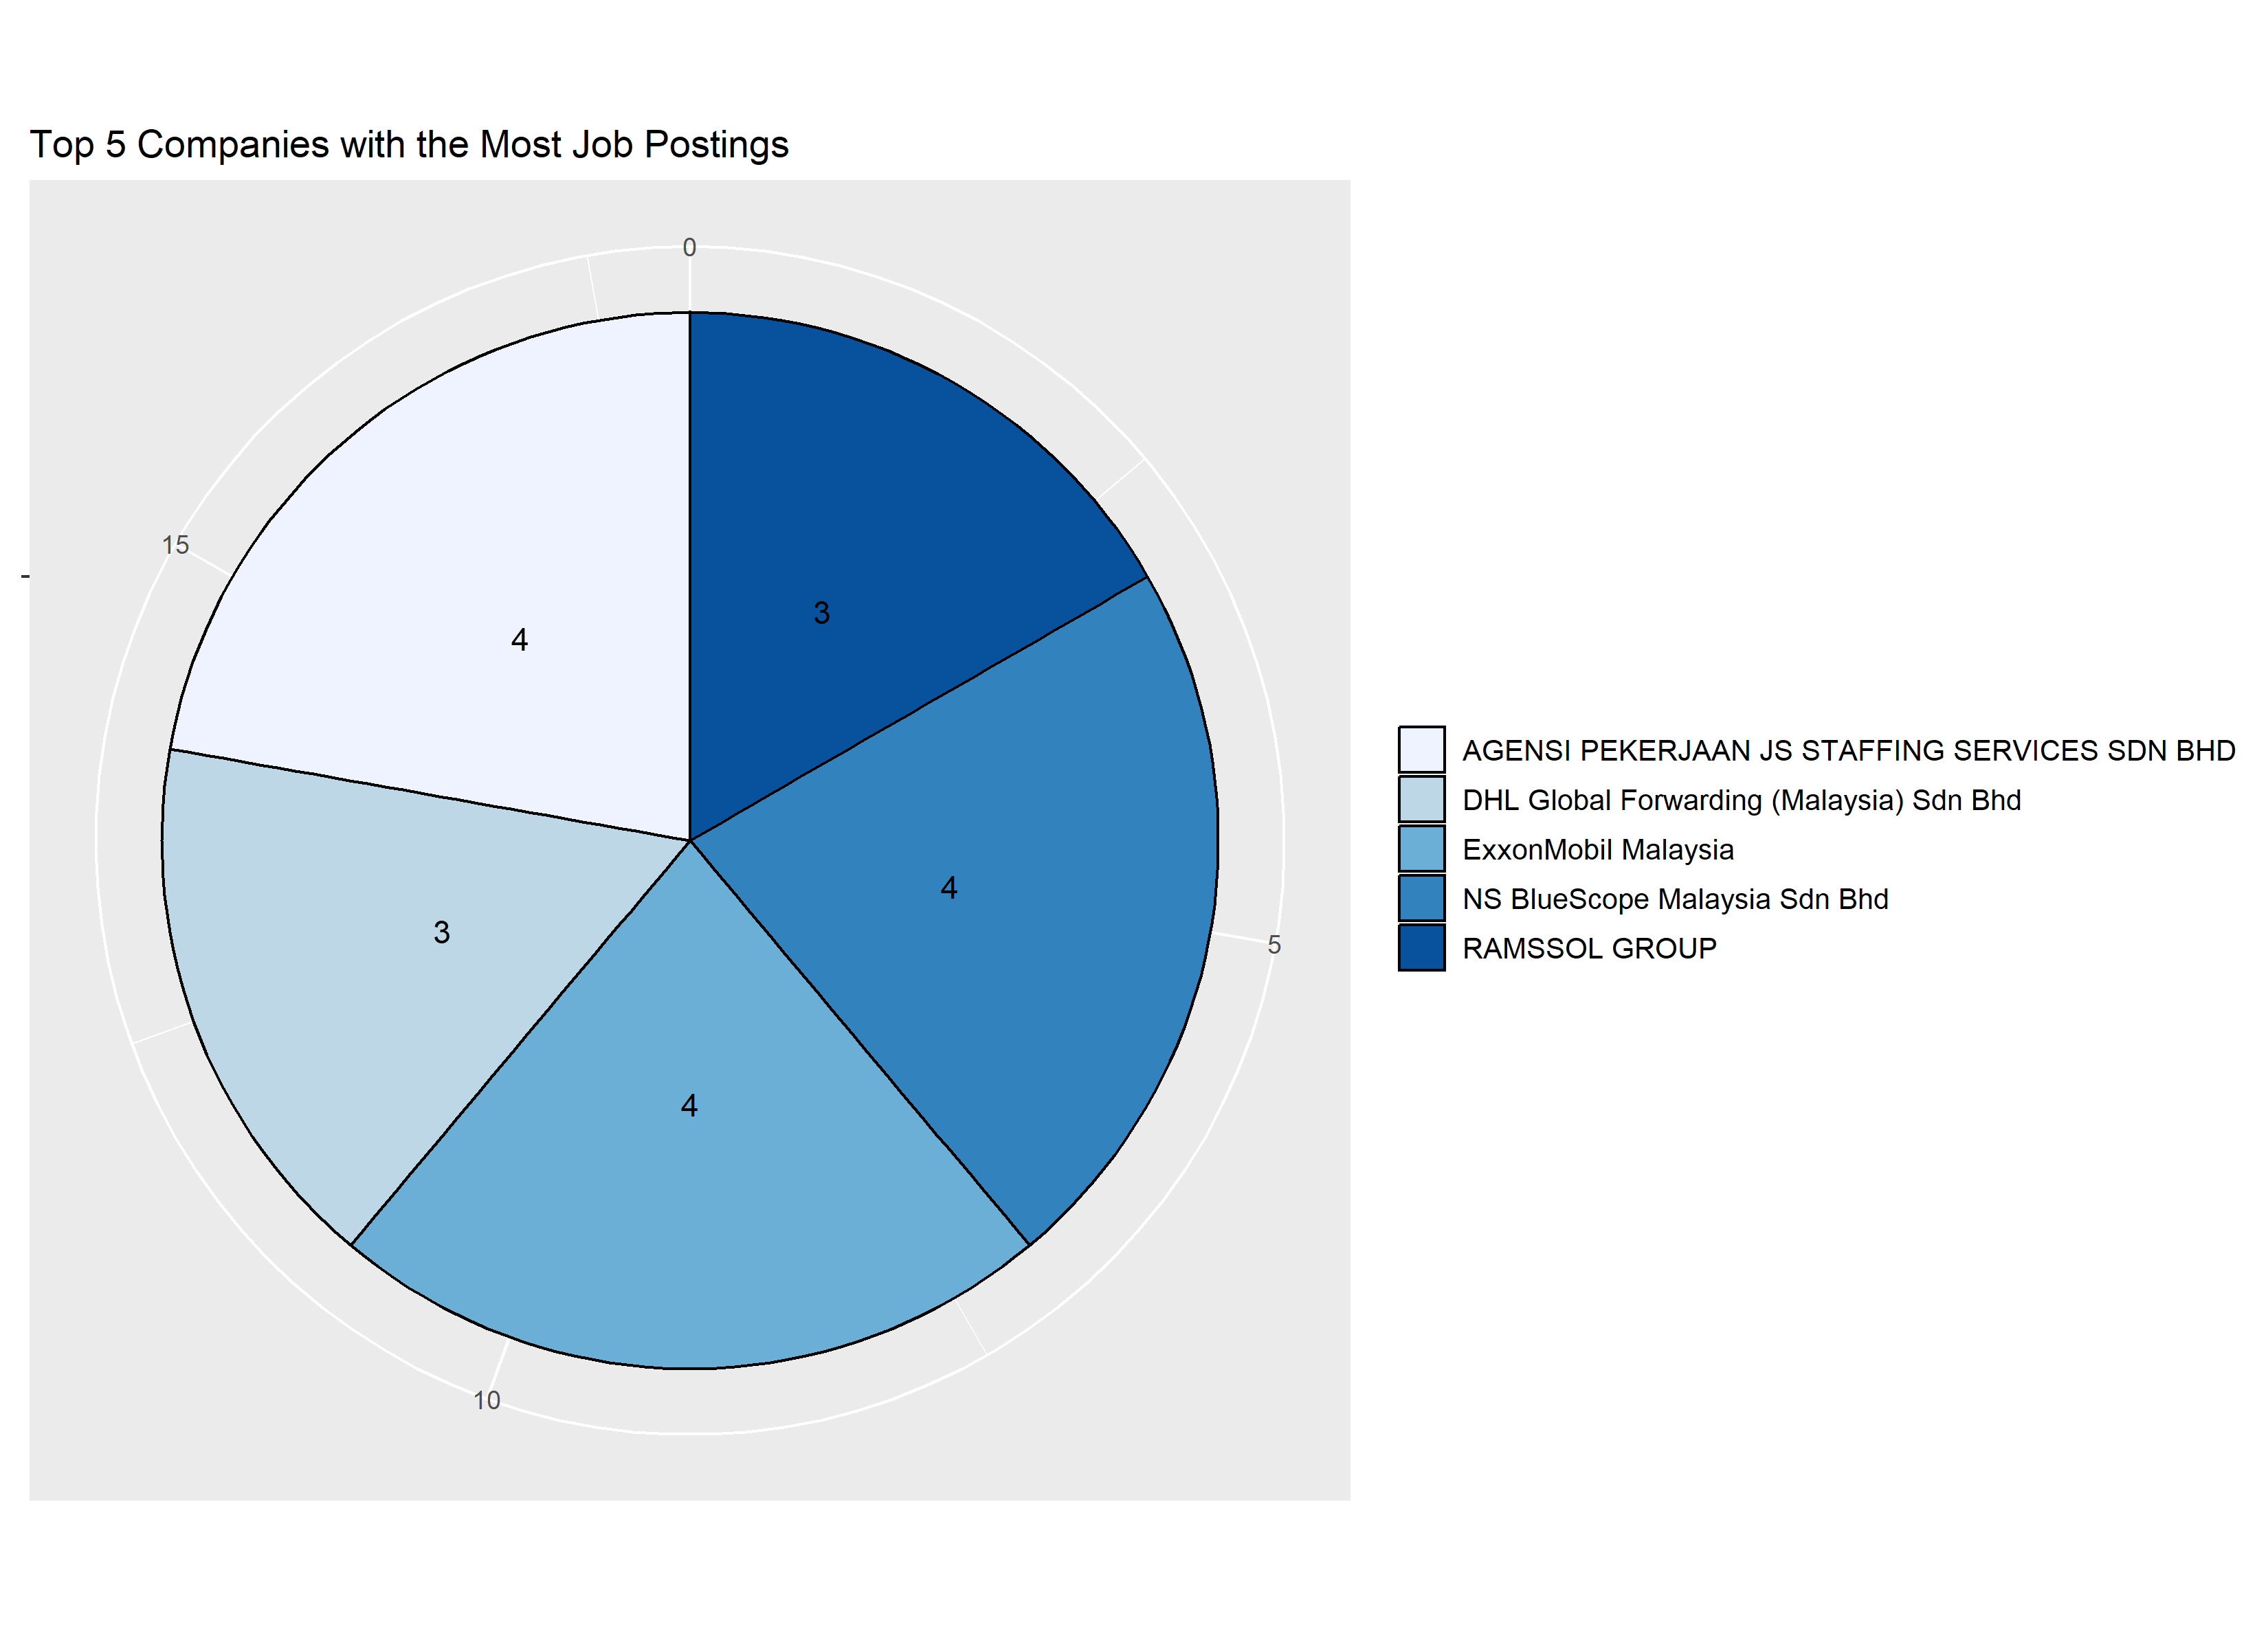 Top 5 Companies with the Most Job Postings
0
15
3
4
4
3
4
5
10
AGENSI PEKERJAAN JS STAFFING SERVICES SDN BHD
DHL Global Forwarding (Malaysia) Sdn Bhd
ExxonMobil Malaysia
NS BlueScope Malaysia Sdn Bhd
RAMSSOL GROUP